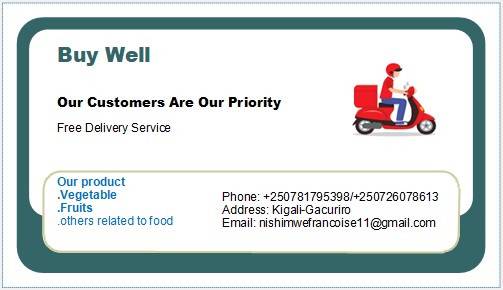 Buy Well
Our Customers Are Our Priority
Free Delivery Service
Our product
.Vegetable
.Fruits
.others related to food
Phone: +250781795398/+250726078613
Address: Kigali-Gacuriro
Email: nishimwefrancoise11@gmail.com